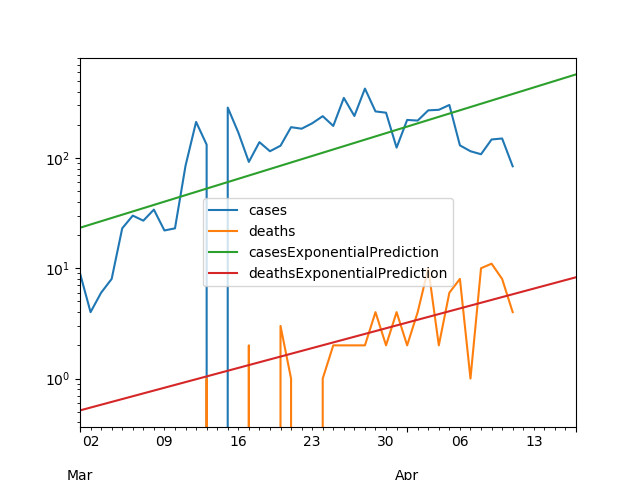 10²
10¹
10⁰
cases
deaths
casesExponentialPrediction
deathsExponentialPrediction
02 09 16 23 30 06 13
Mar Apr